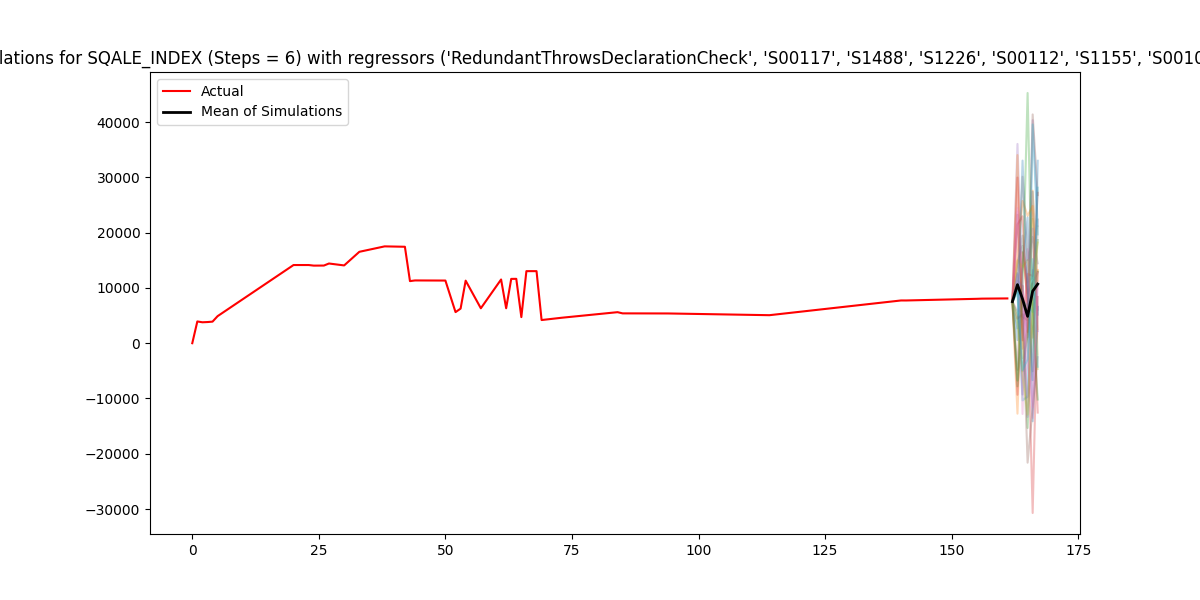 lations for SQALE_INDEX (Steps = 6) with regressors ('RedundantThrowsDeclarationCheck', 'S00117', 'S1488', 'S1226', 'S00112', 'S1155', 'S0010
Actual
Mean of Simulations
40000
30000
20000
10000
0
−10000
−20000
−30000
0 25 50 75 100 125 150 175